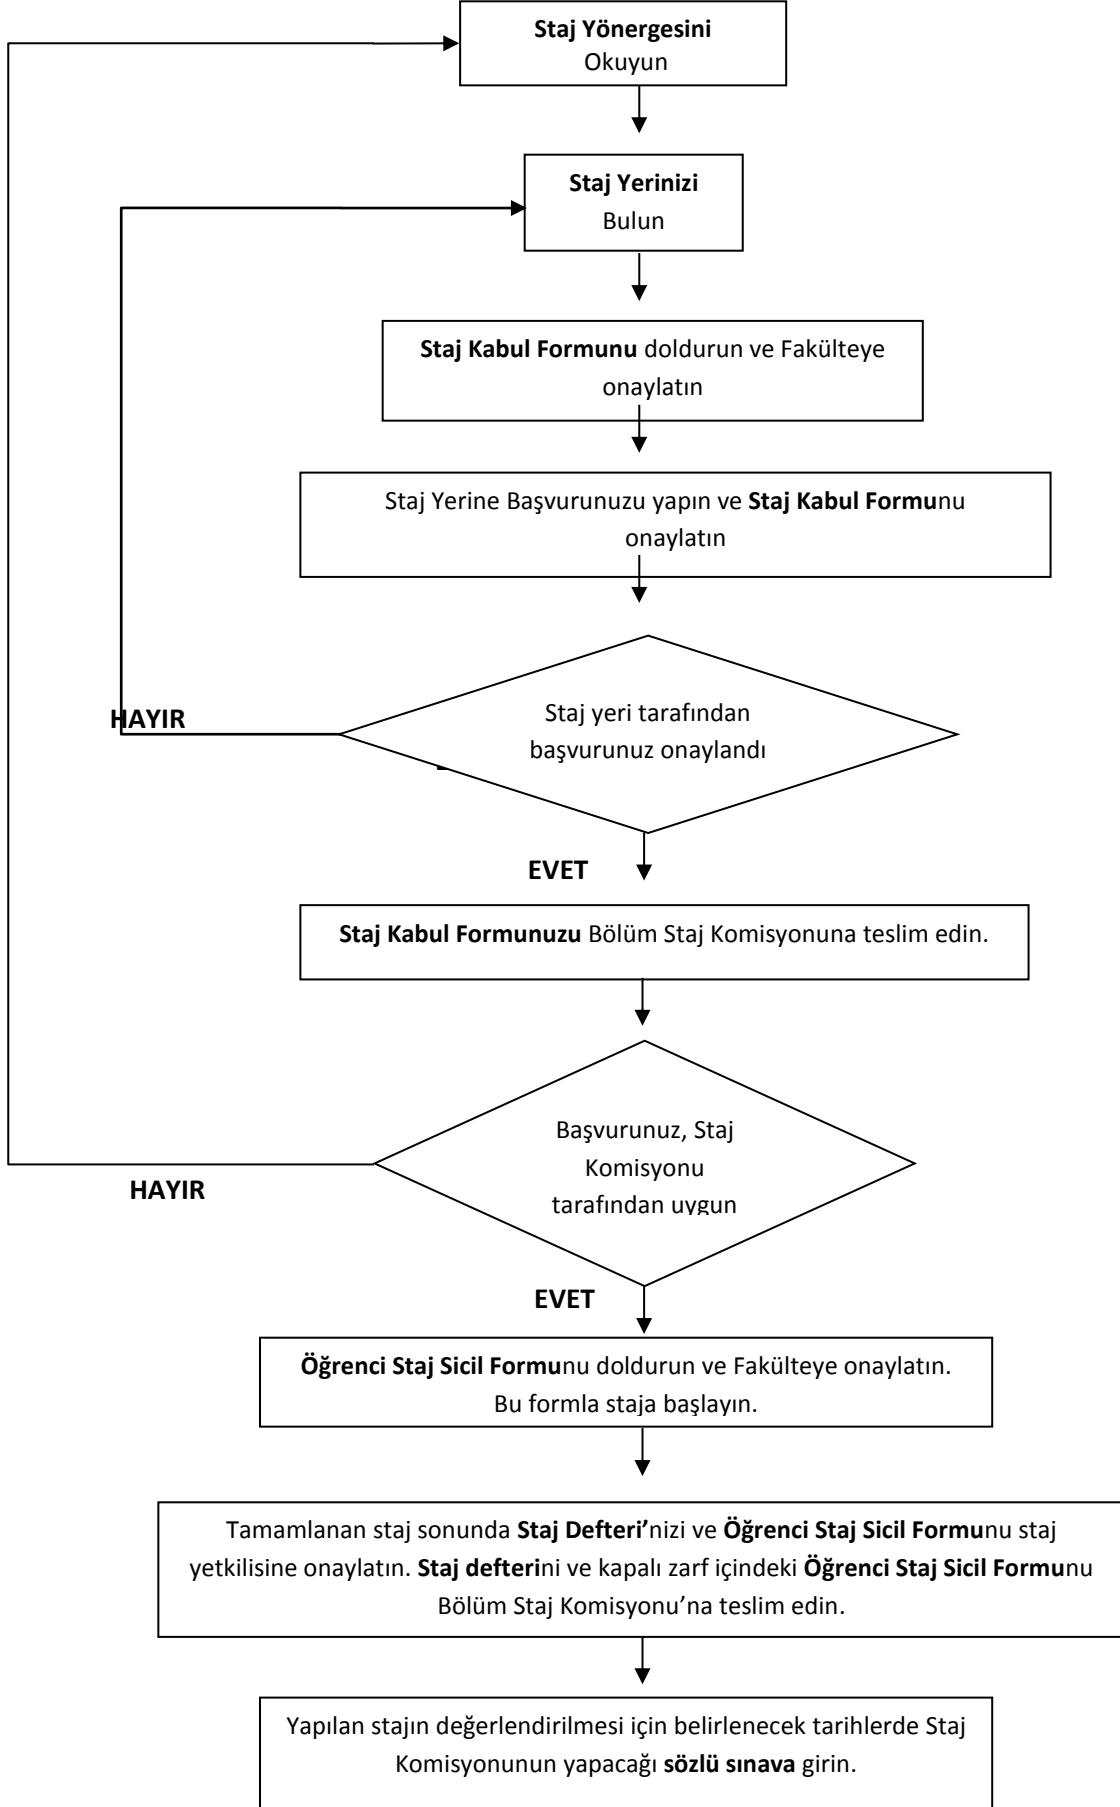 Staj Yönergesini
Okuyun
Staj Yerinizi
Bulun
Staj Kabul Formunu doldurun ve Fakülteye
onaylatın
Staj Yerine Başvurunuzu yapın ve Staj Kabul Formunu
onaylatın
Staj yeri tarafından
başvurunuz onaylandı
HAYIR
EVET
Staj Kabul Formunuzu Bölüm Staj Komisyonuna teslim edin.
Başvurunuz, Staj
Komisyonu
tarafından uygun
HAYIR
EVET
Öğrenci Staj Sicil Formunu doldurun ve Fakülteye onaylatın.
Bu formla staja başlayın.
Tamamlanan staj sonunda Staj Defteri’nizi ve Öğrenci Staj Sicil Formunu staj
yetkilisine onaylatın. Staj defterini ve kapalı zarf içindeki Öğrenci Staj Sicil Formunu
Bölüm Staj Komisyonu’na teslim edin.
Yapılan stajın değerlendirilmesi için belirlenecek tarihlerde Staj
Komisyonunun yapacağı sözlü sınava girin.